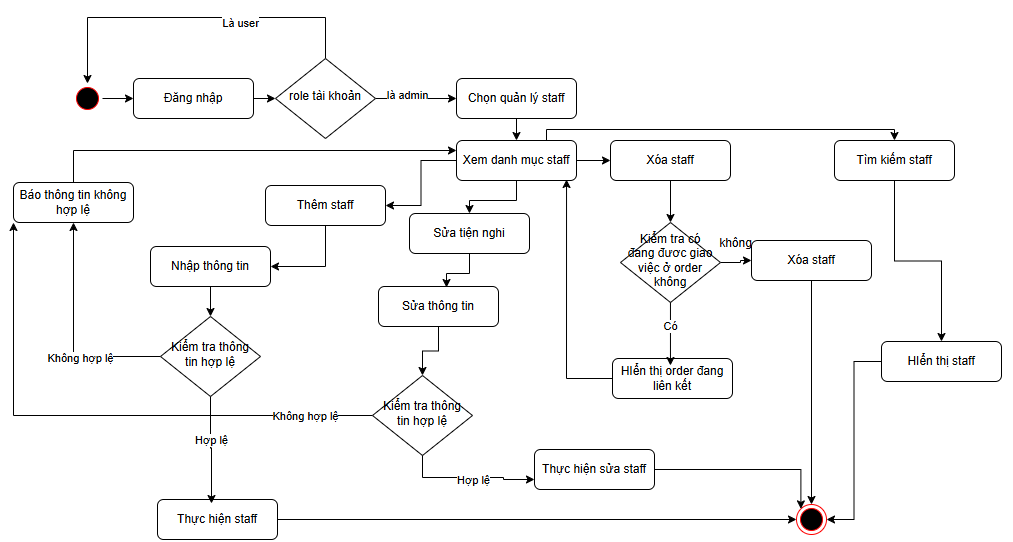 Là user
Đăng nhập
role tài khoản
là admin
Chọn quản lý staff
Xem danh mục staff
Xóa staff
Tìm kiếm staff
Báo thông tin không
hợp lệ
Thêm staff
Sửa tiện nghi
Kiểm tra có
đang được giao
việc ở order
không
không
Xóa staff
Nhập thông tin
Sửa thông tin
Có
Kiểm tra thông
tin hợp lệ
Không hợp lệ
HIển thị order đang
liên kết
HIển thị staff
Kiểm tra thông
tin hợp lệ
Không hợp lệ
Hợp lệ
Hợp lệ
Thực hiện sửa staff
Thực hiện staff